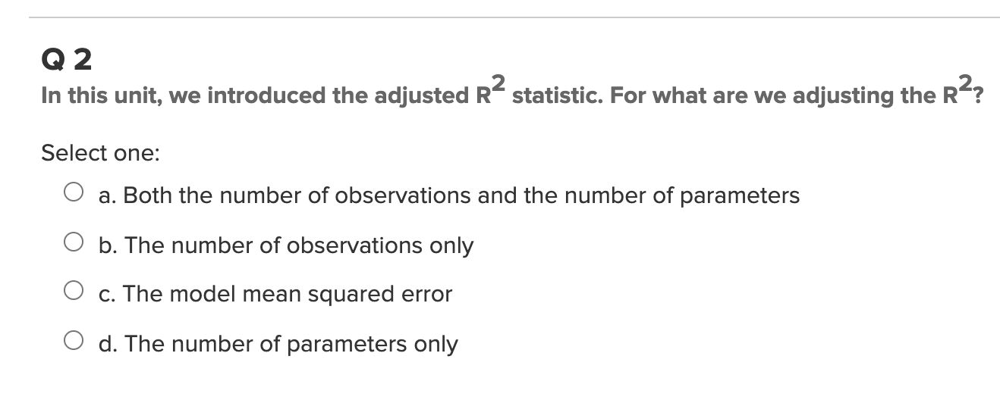 Q 2
In this unit, we introduced the adjusted R² statistic. For what are we adjusting the R²?
Select one:
a. Both the number of observations and the number of parameters
b. The number of observations only
c. The model mean squared error
d. The number of parameters only